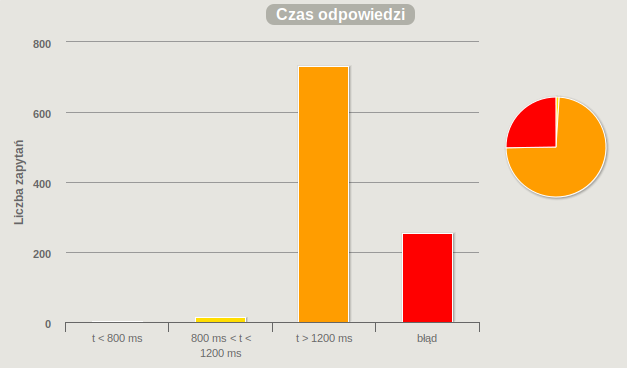 Czas odpowiedzi
800
600
400
200
0
Liczba zapytań
t < 800 ms
800 ms < t <
1200 ms
t > 1200 ms
błąd